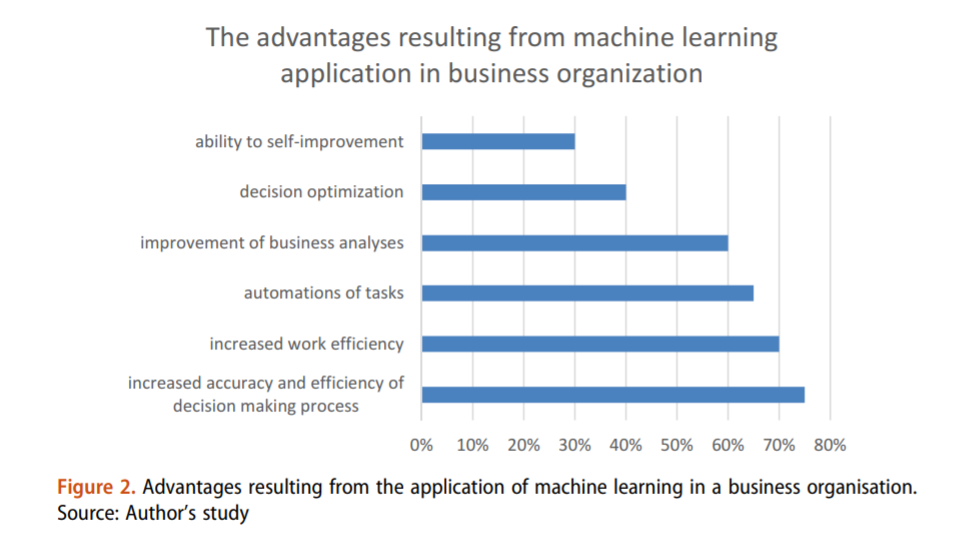 The advantages resulting from machine learning
application in business organization
ability to self-improvement
decision optimization
improvement of business analyses
automations of tasks
increased work efficiency
increased accuracy and efficiency of
decision making process
0% 10% 20% 30% 40% 50% 60% 70% 80%
Figure 2. Advantages resulting from the application of machine learning in a business organisation.
Source: Author’s study